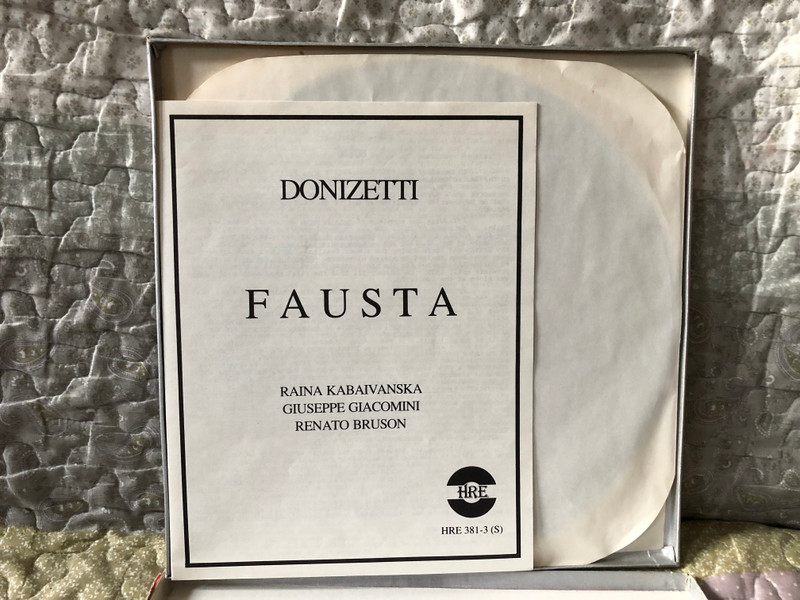 DONIZETTI
FAUSTA
RAINA KABAIVANSKA
GIUSEPPE GIACOMINI
RENATO BRUSON
HRE
HRE 381-3 (S)